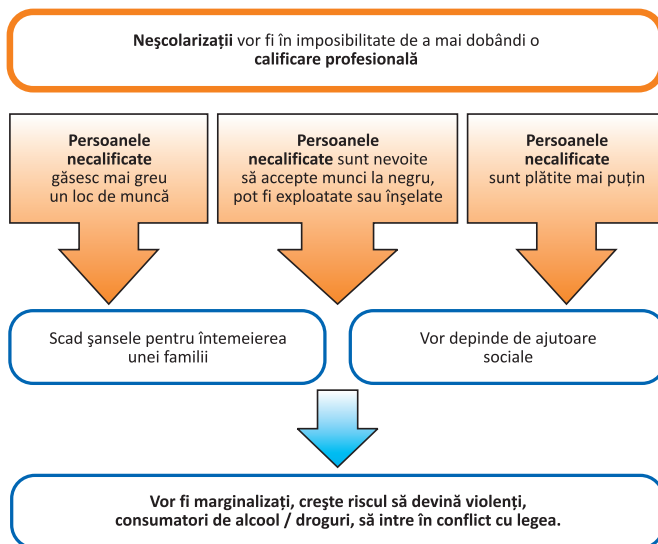 Neşcolarizaţii vor fi în imposibilitate de a mai dobândi o
calificare profesională
Persoanele
necalificate
găsesc mai greu
un loc de muncă
Persoanele
necalificate sunt nevoite
să accepte munci la negru,
pot fi exploatate sau înşelate
Persoanele
necalificate
sunt plătite mai puţin
Scad şansele pentru întemeierea
unei familii
Vor depinde de ajutoare
sociale
Vor fi marginalizaţi, creşte riscul să devină violenţi,
consumatori de alcool / droguri, să intre în conflict cu legea.